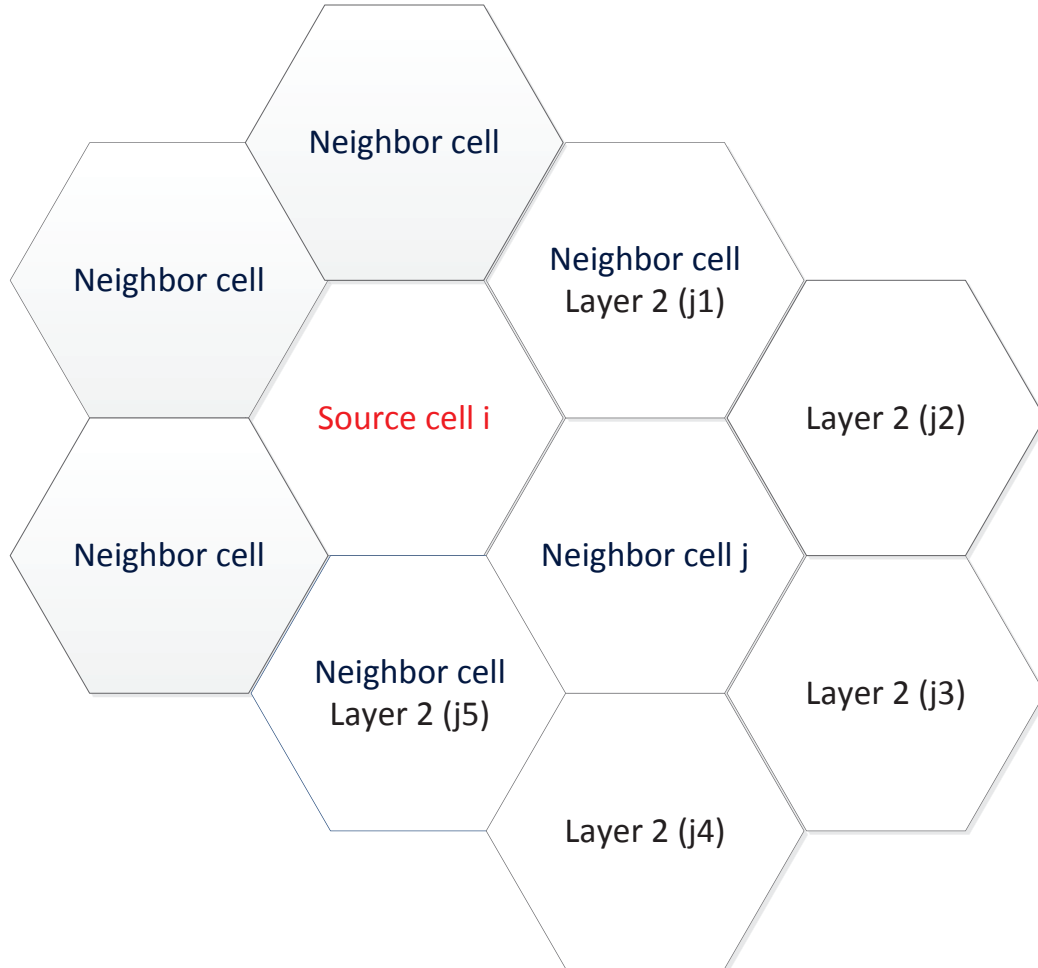 Neighbor cell
Neighbor cell
Neighbor cell
Layer 2 (j1)
Source cell i
Layer 2 (j2)
Neighbor cell
Neighbor cell j
Neighbor cell
Layer 2 (j5)
Layer 2 (j3)
Layer 2 (j4)